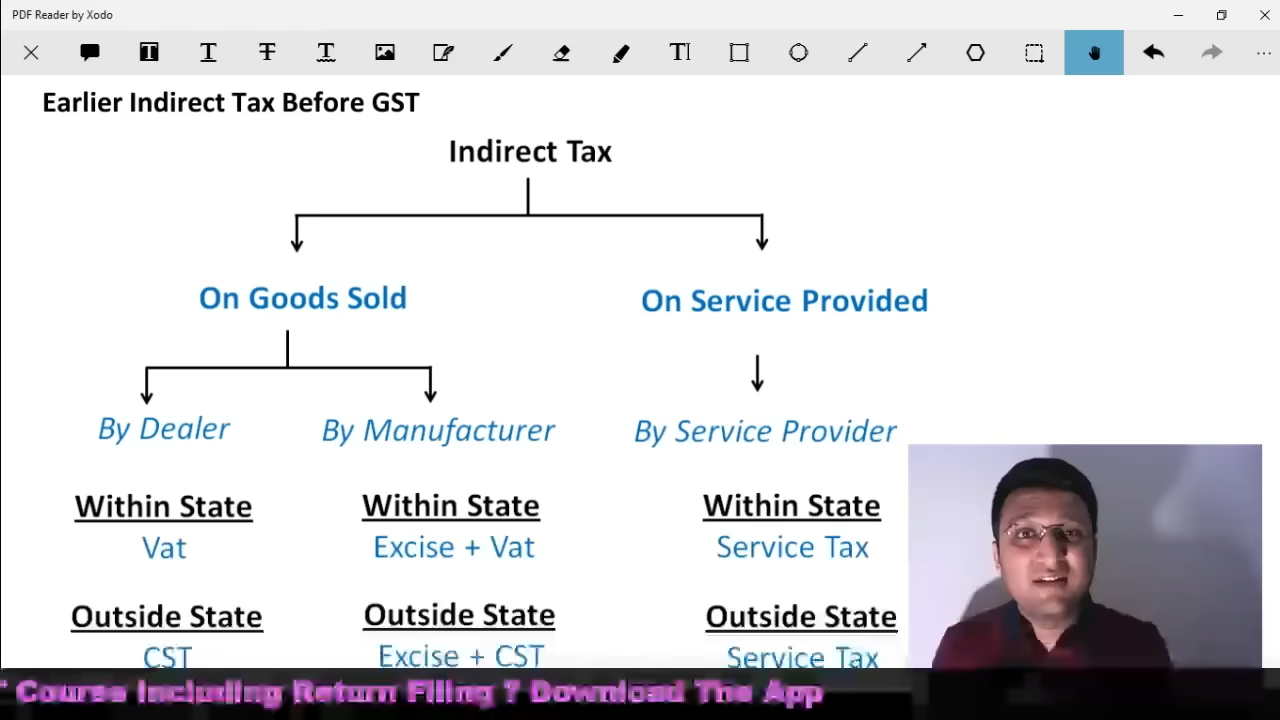 PDF Reader by Xodo
Earlier Indirect Tax Before GST
Indirect Tax
On Goods Sold
On Service Provided
By Dealer
By Manufacturer
By Service Provider
Within State
Within State
Within State
Vat
Excise + Vat
Service Tax
Outside State
Outside State
Outside State
CST
Excise + CST
Service Tax
Course Including Return Filing ? Download The App